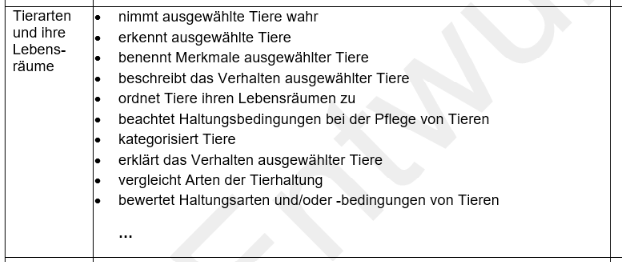 Tierarten
und ihre
Lebens-
räume
• nimmt ausgewählte Tiere wahr
• erkennt ausgewählte Tiere
• benennt Merkmale ausgewählter Tiere
• beschreibt das Verhalten ausgewählter Tiere
• ordnet Tiere ihren Lebensräumen zu
• beachtet Haltungsbedingungen bei der Pflege von Tieren
• kategorisiert Tiere
• erklärt das Verhalten ausgewählter Tiere
• vergleicht Arten der Tierhaltung
• bewertet Haltungsarten und/oder -bedingungen von Tieren
...
Entwu